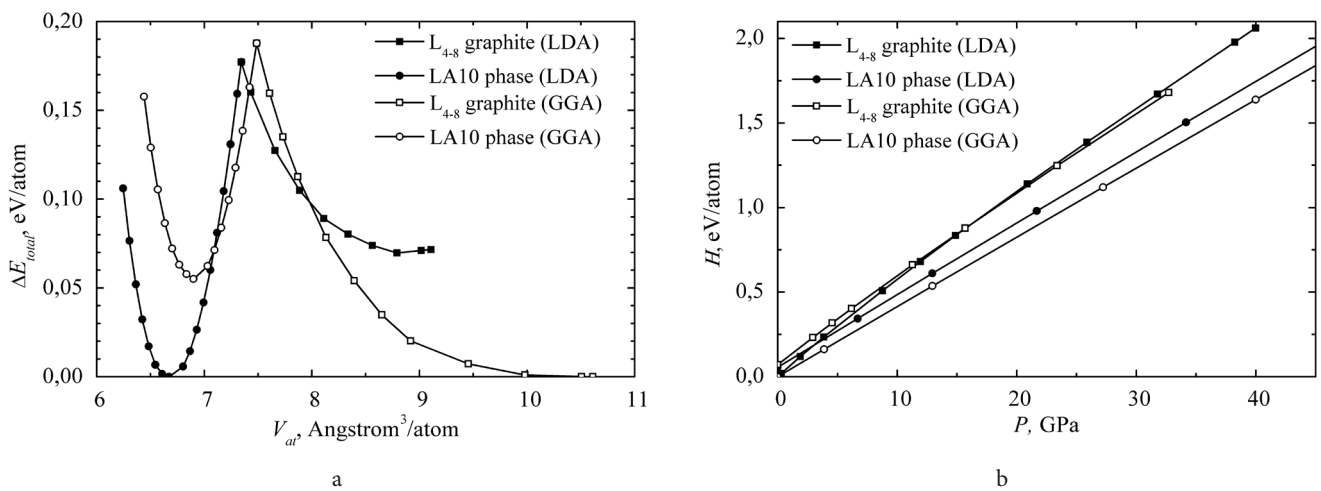 0,20
0,15
0,10
0,05
0,00
ΔE_total, eV/atom
L4-8 graphite (LDA)
LA10 phase (LDA)
L4-8 graphite (GGA)
LA10 phase (GGA)
6 7 8 9 10 11
V_at, Angstrom³/atom
a
2,0
1,5
1,0
0,5
0,0
H, eV/atom
L4-8 graphite (LDA)
LA10 phase (LDA)
L4-8 graphite (GGA)
LA10 phase (GGA)
0 10 20 30 40
P, GPa
b